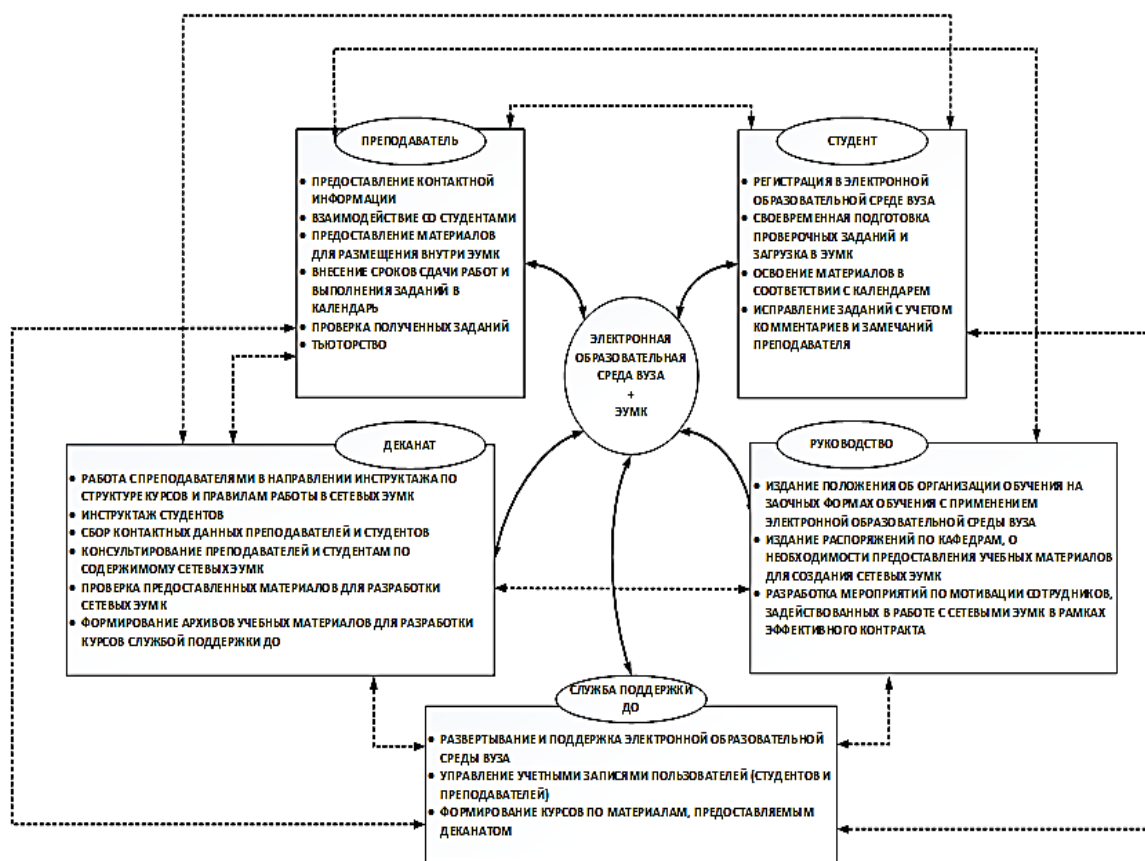 ПРЕПОДАВАТЕЛЬ
ПРЕДОСТАВЛЕНИЕ КОНТАКТНОЙ
ИНФОРМАЦИИ
ВЗАИМОДЕЙСТВИЕ СО СТУДЕНТАМИ
ПРЕДОСТАВЛЕНИЕ МАТЕРИАЛОВ
ДЛЯ РАЗМЕЩЕНИЯ ВНУТРИ ЭУМК
ВНЕСЕНИЕ СРОКОВ СДАЧИ РАБОТ И
ВЫПОЛНЕНИЯ ЗАДАНИЙ В
КАЛЕНДАРЬ
ПРОВЕРКА ПОЛУЧЕННЫХ ЗАДАНИЙ
ТЬЮТОРСТВО
СТУДЕНТ
РЕГИСТРАЦИЯ В ЭЛЕКТРОННОЙ
ОБРАЗОВАТЕЛЬНОЙ СРЕДЕ ВУЗА
СВОЕВРЕМЕННАЯ ПОДГОТОВКА
ПРОВЕРОЧНЫХ ЗАДАНИЙ И
ЗАГРУЗКА В ЭУМК
ОСВОЕНИЕ МАТЕРИАЛОВ В
СООТВЕТСТВИИ С КАЛЕНДАРЕМ
ИСПРАВЛЕНИЕ ЗАДАНИЙ С УЧЕТОМ
КОММЕНТАРИЕВ И ЗАМЕЧАНИЙ
ПРЕПОДАВАТЕЛЯ
ЭЛЕКТРОННАЯ
ОБРАЗОВАТЕЛЬНАЯ
СРЕДА ВУЗА
+
ЭУМК
ДЕКАНАТ
РАБОТА С ПРЕПОДАВАТЕЛЯМИ В НАПРАВЛЕНИИ ИНСТРУКТАЖА ПО
СТРУКТУРЕ КУРСОВ И ПРАВИЛАМ РАБОТЫ В СЕТЕВЫХ ЭУМК
ИНСТРУКТАЖ СТУДЕНТОВ
СБОР КОНТАКТНЫХ ДАННЫХ ПРЕПОДАВАТЕЛЕЙ И СТУДЕНТОВ
КОНСУЛЬТИРОВАНИЕ ПРЕПОДАВАТЕЛЕЙ И СТУДЕНТАМ ПО
СОДЕРЖИМОМУ СЕТЕВЫХ ЭУМК
ПРОВЕРКА ПРЕДОСТАВЛЕННЫХ МАТЕРИАЛОВ ДЛЯ РАЗРАБОТКИ
СЕТЕВЫХ ЭУМК
ФОРМИРОВАНИЕ АРХИВОВ УЧЕБНЫХ МАТЕРИАЛОВ ДЛЯ РАЗРАБОТКИ
КУРСОВ СЛУЖБОЙ ПОДДЕРЖКИ ДО
РУКОВОДСТВО
ИЗДАНИЕ ПОЛОЖЕНИЯ ОБ ОРГАНИЗАЦИИ ОБУЧЕНИЯ НА
ЗАОЧНЫХ ФОРМАХ ОБУЧЕНИЯ С ПРИМЕНЕНИЕМ
ЭЛЕКТРОННОЙ ОБРАЗОВАТЕЛЬНОЙ СРЕДЫ ВУЗА
ИЗДАНИЕ РАСПОРЯЖЕНИЙ ПО КАФЕДРАМ, О
НЕОБХОДИМОСТИ ПРЕДОСТАВЛЕНИЯ УЧЕБНЫХ МАТЕРИАЛОВ
ДЛЯ СОЗДАНИЯ СЕТЕВЫХ ЭУМК
РАЗРАБОТКА МЕРОПРИЯТИЙ ПО МОТИВАЦИИ СОТРУДНИКОВ,
ЗАДЕЙСТВОВАННЫХ В РАБОТЕ С СЕТЕВЫМИ ЭУМК В РАМКАХ
ЭФФЕКТИВНОГО КОНТРАКТА
СЛУЖБА ПОДДЕРЖКИ
ДО
РАЗВЕРТЫВАНИЕ И ПОДДЕРЖКА ЭЛЕКТРОННОЙ ОБРАЗОВАТЕЛЬНОЙ
СРЕДЫ ВУЗА
УПРАВЛЕНИЕ УЧЕТНЫМИ ЗАПИСЯМИ ПОЛЬЗОВАТЕЛЕЙ (СТУДЕНТОВ И
ПРЕПОДАВАТЕЛЕЙ)
ФОРМИРОВАНИЕ КУРСОВ ПО МАТЕРИАЛАМ, ПРЕДОСТАВЛЯЕМЫМ
ДЕКАНАТОМ